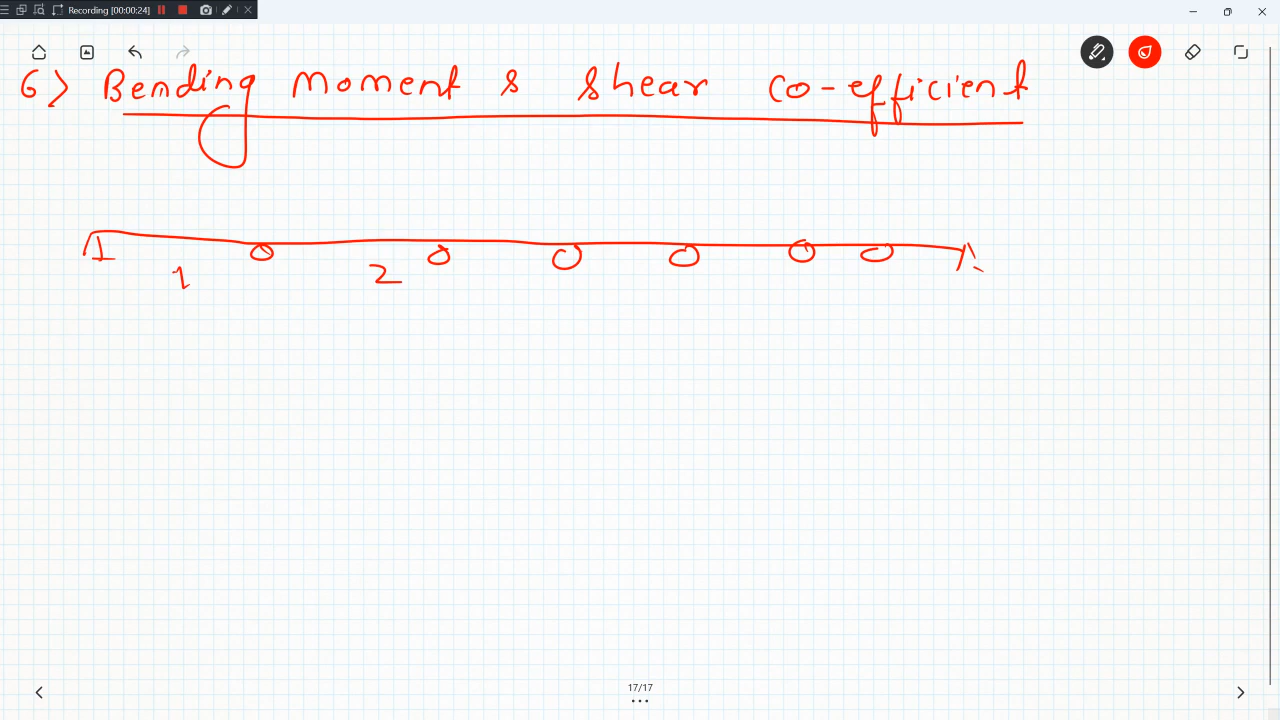 Recording [00:00:24]
6) Bending Moment & Shear co-efficient
1 2
17/17